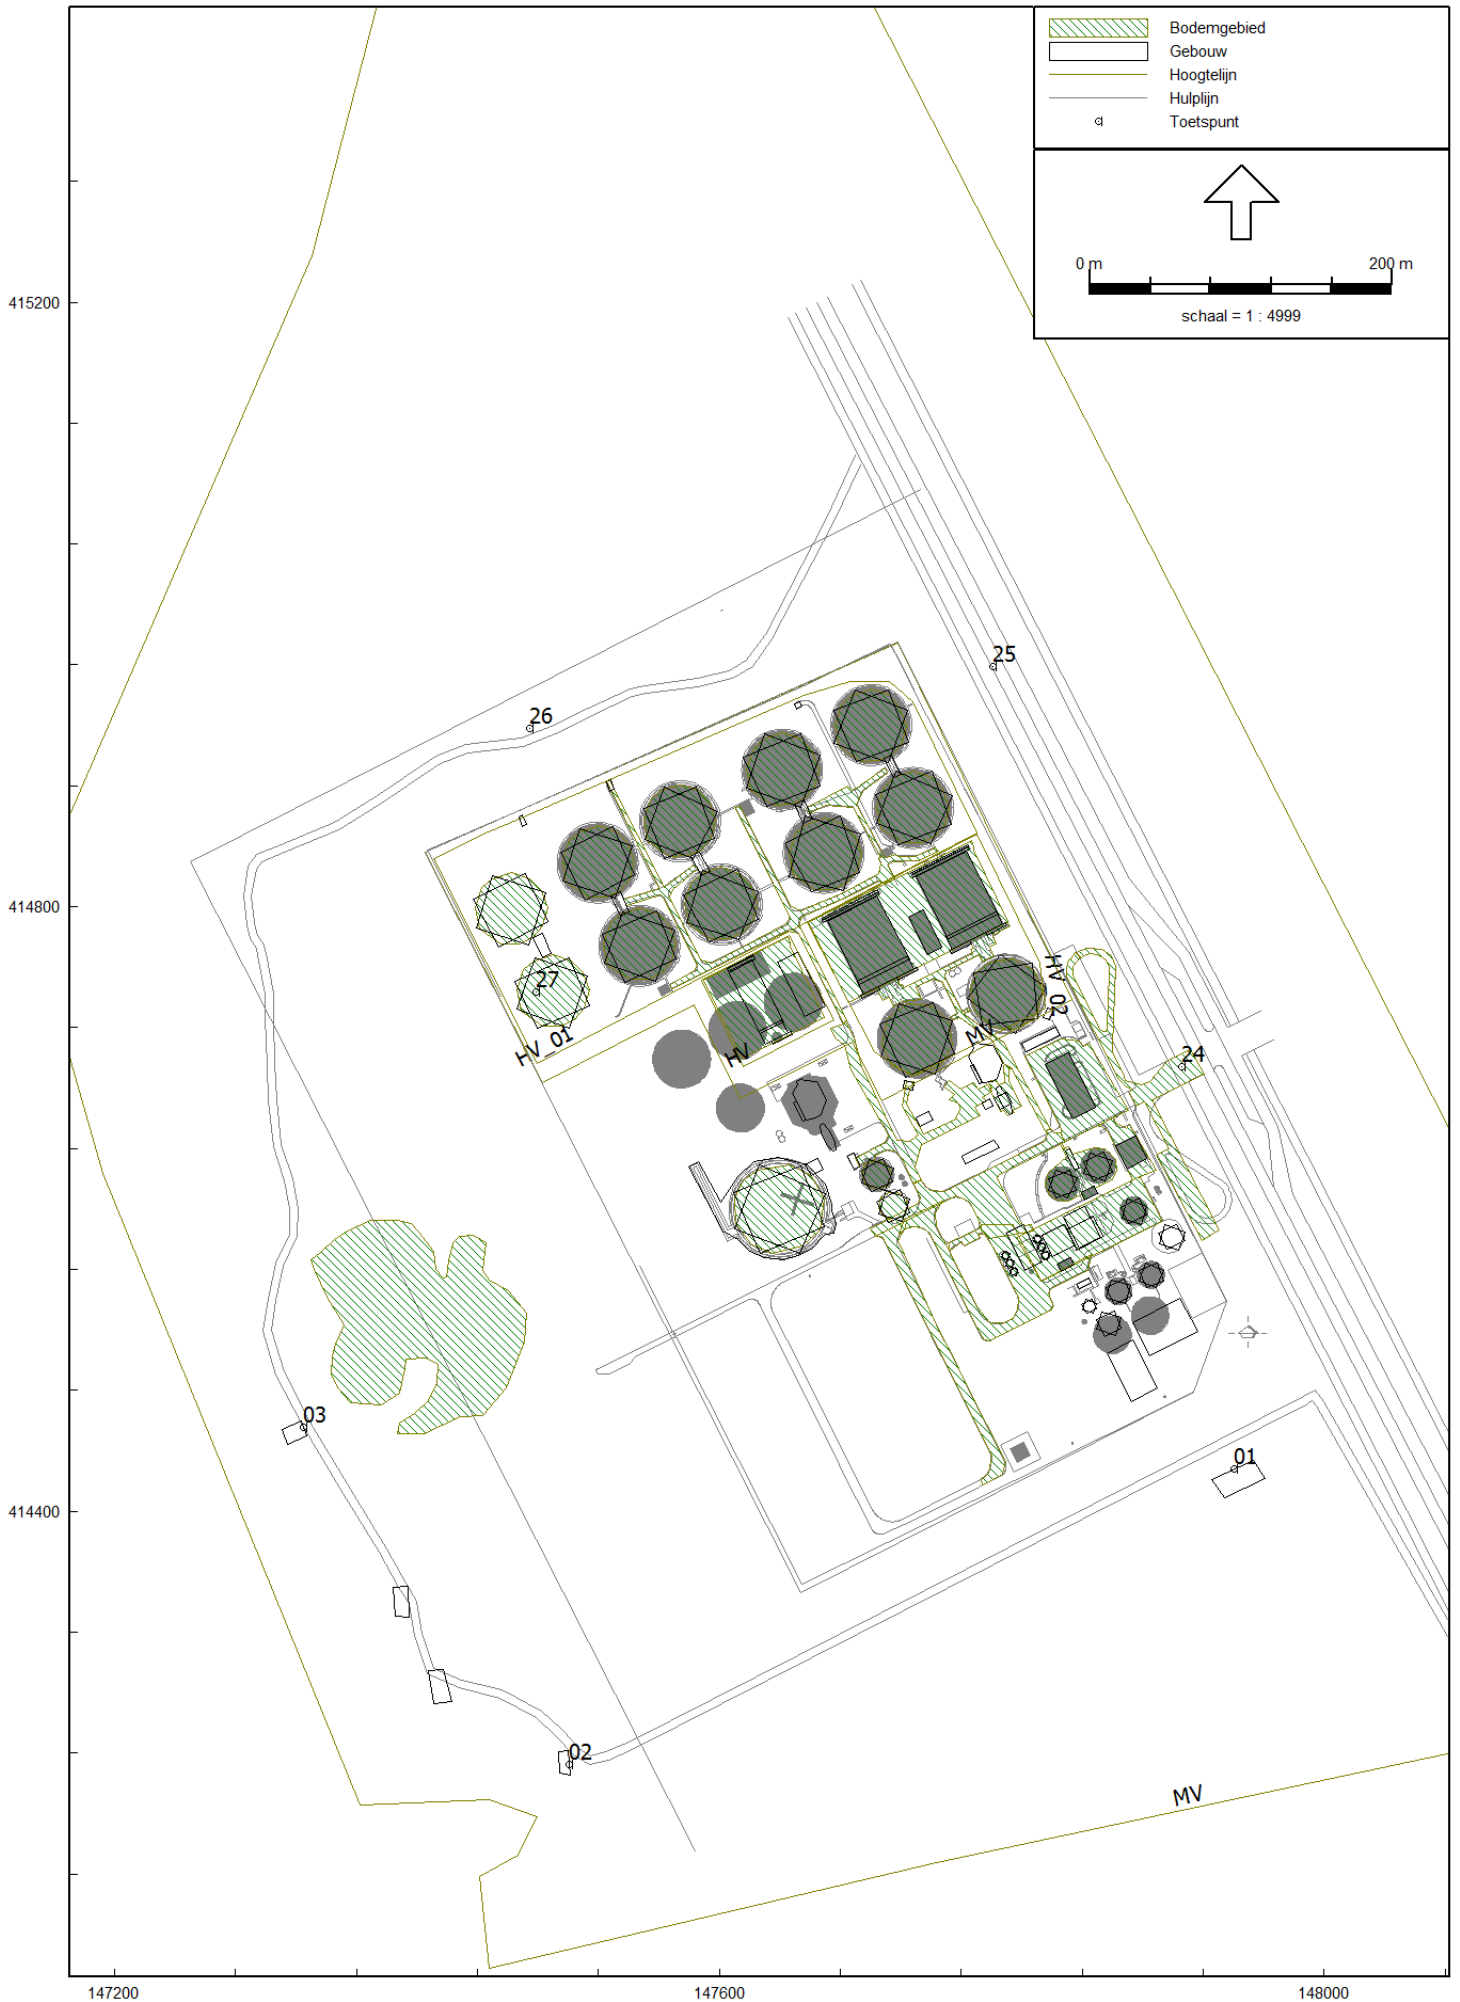 Bodemgebied
Gebouw
Hoogtelijn
Hulplijn
Toetspunt
0 m 200 m
schaal = 1 : 4999
415200
25
26
414800
27
HV_01
HV
MV
HV_02
24
03
01
414400
02
MV
147200 147600 148000